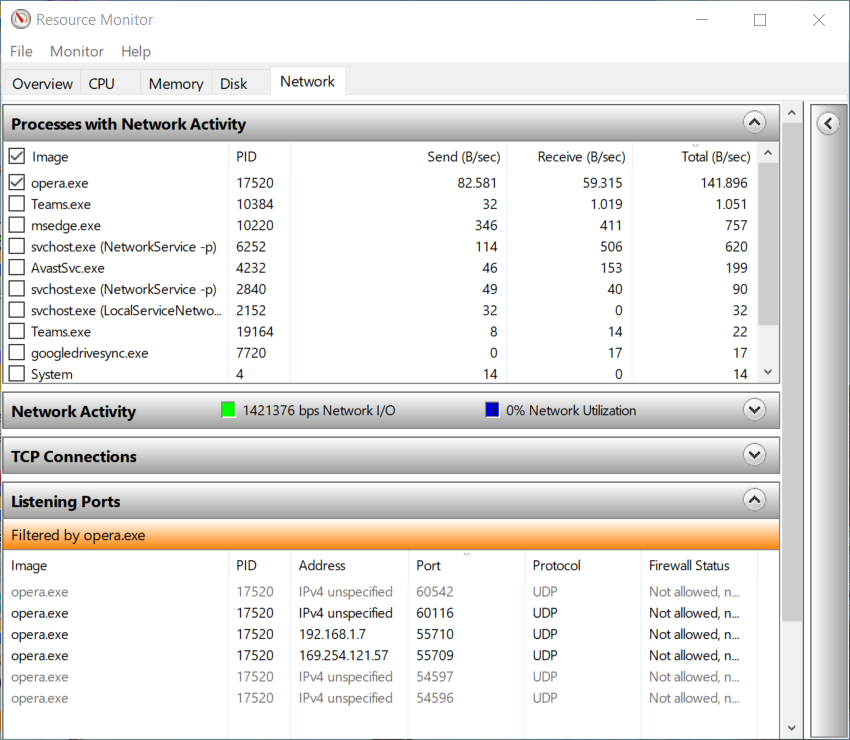 Resource Monitor
File Monitor Help
Overview CPU Memory Disk Network
Processes with Network Activity
Image PID Send (B/sec) Receive (B/sec) Total (B/sec)
opera.exe 17520 82.581 59.315 141.896
Teams.exe 10384 32 1.019 1.051
msedge.exe 10220 346 411 757
svchost.exe (NetworkService -p) 6252 114 506 620
AvastSvc.exe 4232 46 153 199
svchost.exe (NetworkService -p) 2840 49 40 90
svchost.exe (LocalServiceNetwo... 2152 32 0 32
Teams.exe 19164 8 14 22
googledrivesync.exe 7720 0 17 17
System 4 14 0 14
Network Activity 1421376 bps Network I/O 0% Network Utilization
TCP Connections
Listening Ports
Filtered by opera.exe
Image PID Address Port Protocol Firewall Status
opera.exe 17520 IPv4 unspecified 60542 UDP Not allowed, n...
opera.exe 17520 IPv4 unspecified 60116 UDP Not allowed, n...
opera.exe 17520 192.168.1.7 55710 UDP Not allowed, n...
opera.exe 17520 169.254.121.57 55709 UDP Not allowed, n...
opera.exe 17520 IPv4 unspecified 54597 UDP Not allowed, n...
opera.exe 17520 IPv4 unspecified 54596 UDP Not allowed, n...